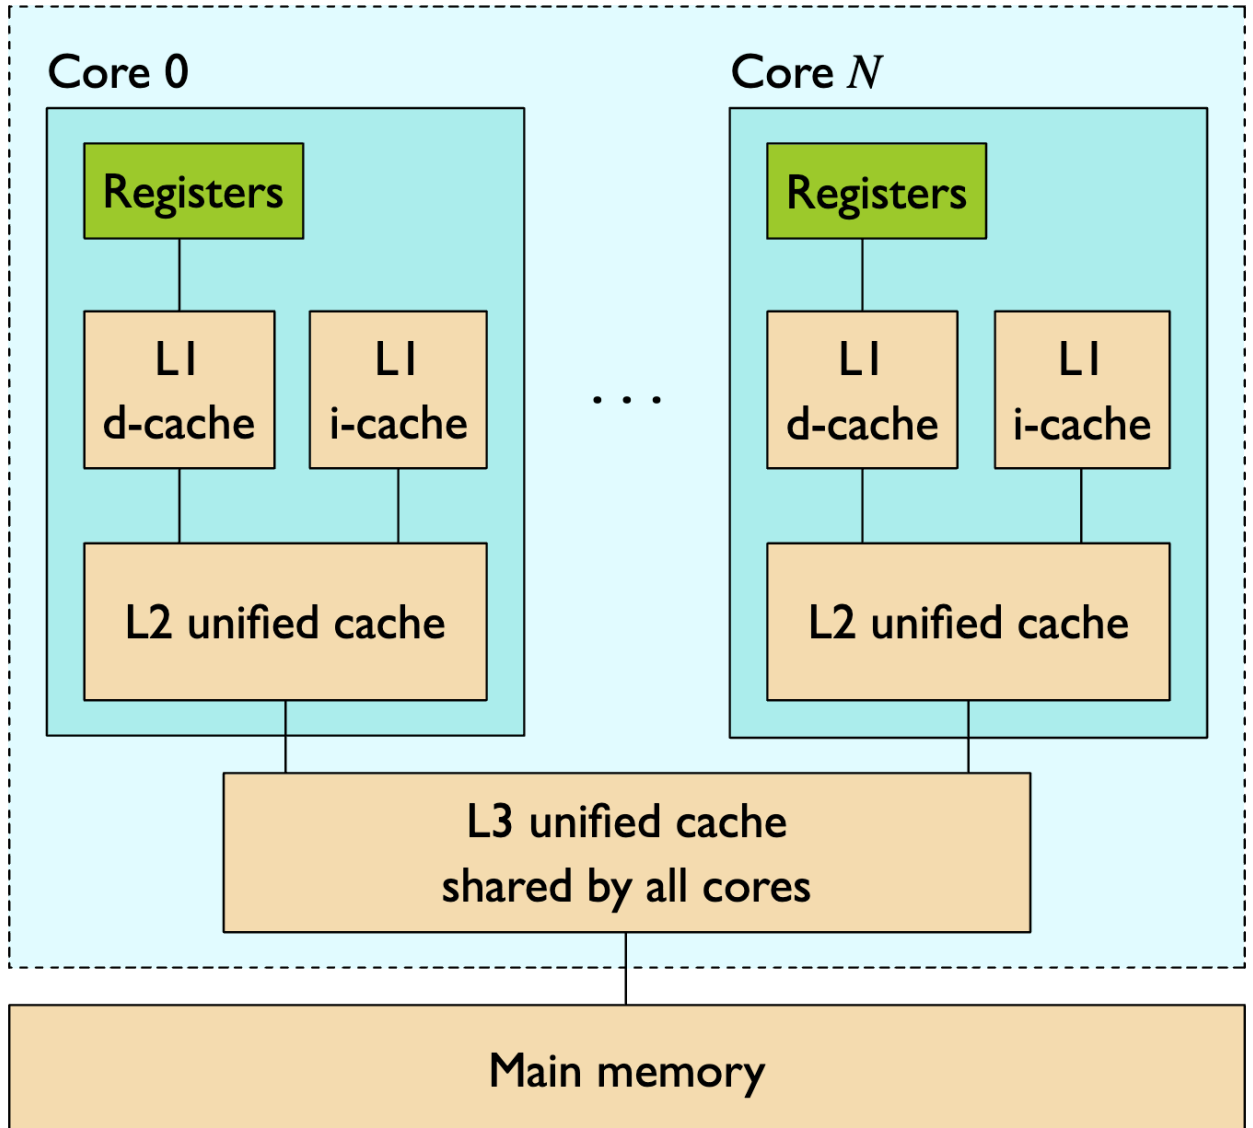 Core 0
Core N
Registers
Registers
L1
d-cache
L1
i-cache
. . .
L1
d-cache
L1
i-cache
L2 unified cache
L2 unified cache
L3 unified cache
shared by all cores
Main memory